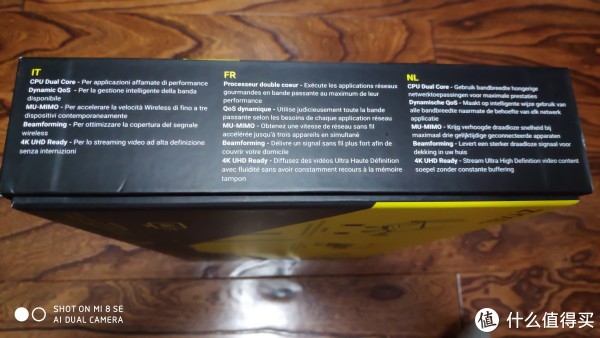 IT
CPU Dual Core - Per applicazioni affamate di performance
Dynamic QoS - Per la gestione intelligente della banda
disponibile
MU-MIMO - Per accelerare la velocità Wireless di fino a tre
dispositivi contemporaneamente
Beamforming - Per ottimizzare la copertura del segnale
wireless
4K UHD Ready - Per lo streaming video ad alta definizione
senza interruzioni
FR
Processeur double coeur - Exécute les applications réseaux
gourmandes en bande passante au maximum de leur
performance
QoS dynamique - Utilise judicieusement toute la bande
passante selon les besoins de chaque application réseau
MU-MIMO - Obtenez une vitesse de réseau sans fil
accélérée jusqu'à trois appareils en simultané
Beamforming - Délivre un signal sans fil plus fort afin de
couvrir votre domicile
4K UHD Ready - Diffusez des vidéos Ultra Haute Définition
avec fluidité sans avoir constamment recours à la mémoire
tampon
NL
CPU Dual Core - Gebruik bandbreedte hongerige
netwerktoepassingen voor maximale prestaties
Dynamische QoS - Maakt op intelligente wijze gebruik van
alle bandbreedte naargelang de behoefte van elk netwerk
applicatie
MU-MIMO - Krijg verhoogde draadloze snelheid bij
maximaal drie gelijktijdige geconnecteerde apparaten
Beamforming - Levert een sterker draadloze signaal voor
dekking in uw huis
4K UHD Ready - Stream Ultra High Definition video content
soepel zonder constante buffering
SHOT ON MI 8 SE
AI DUAL CAMERA
值 什么值得买